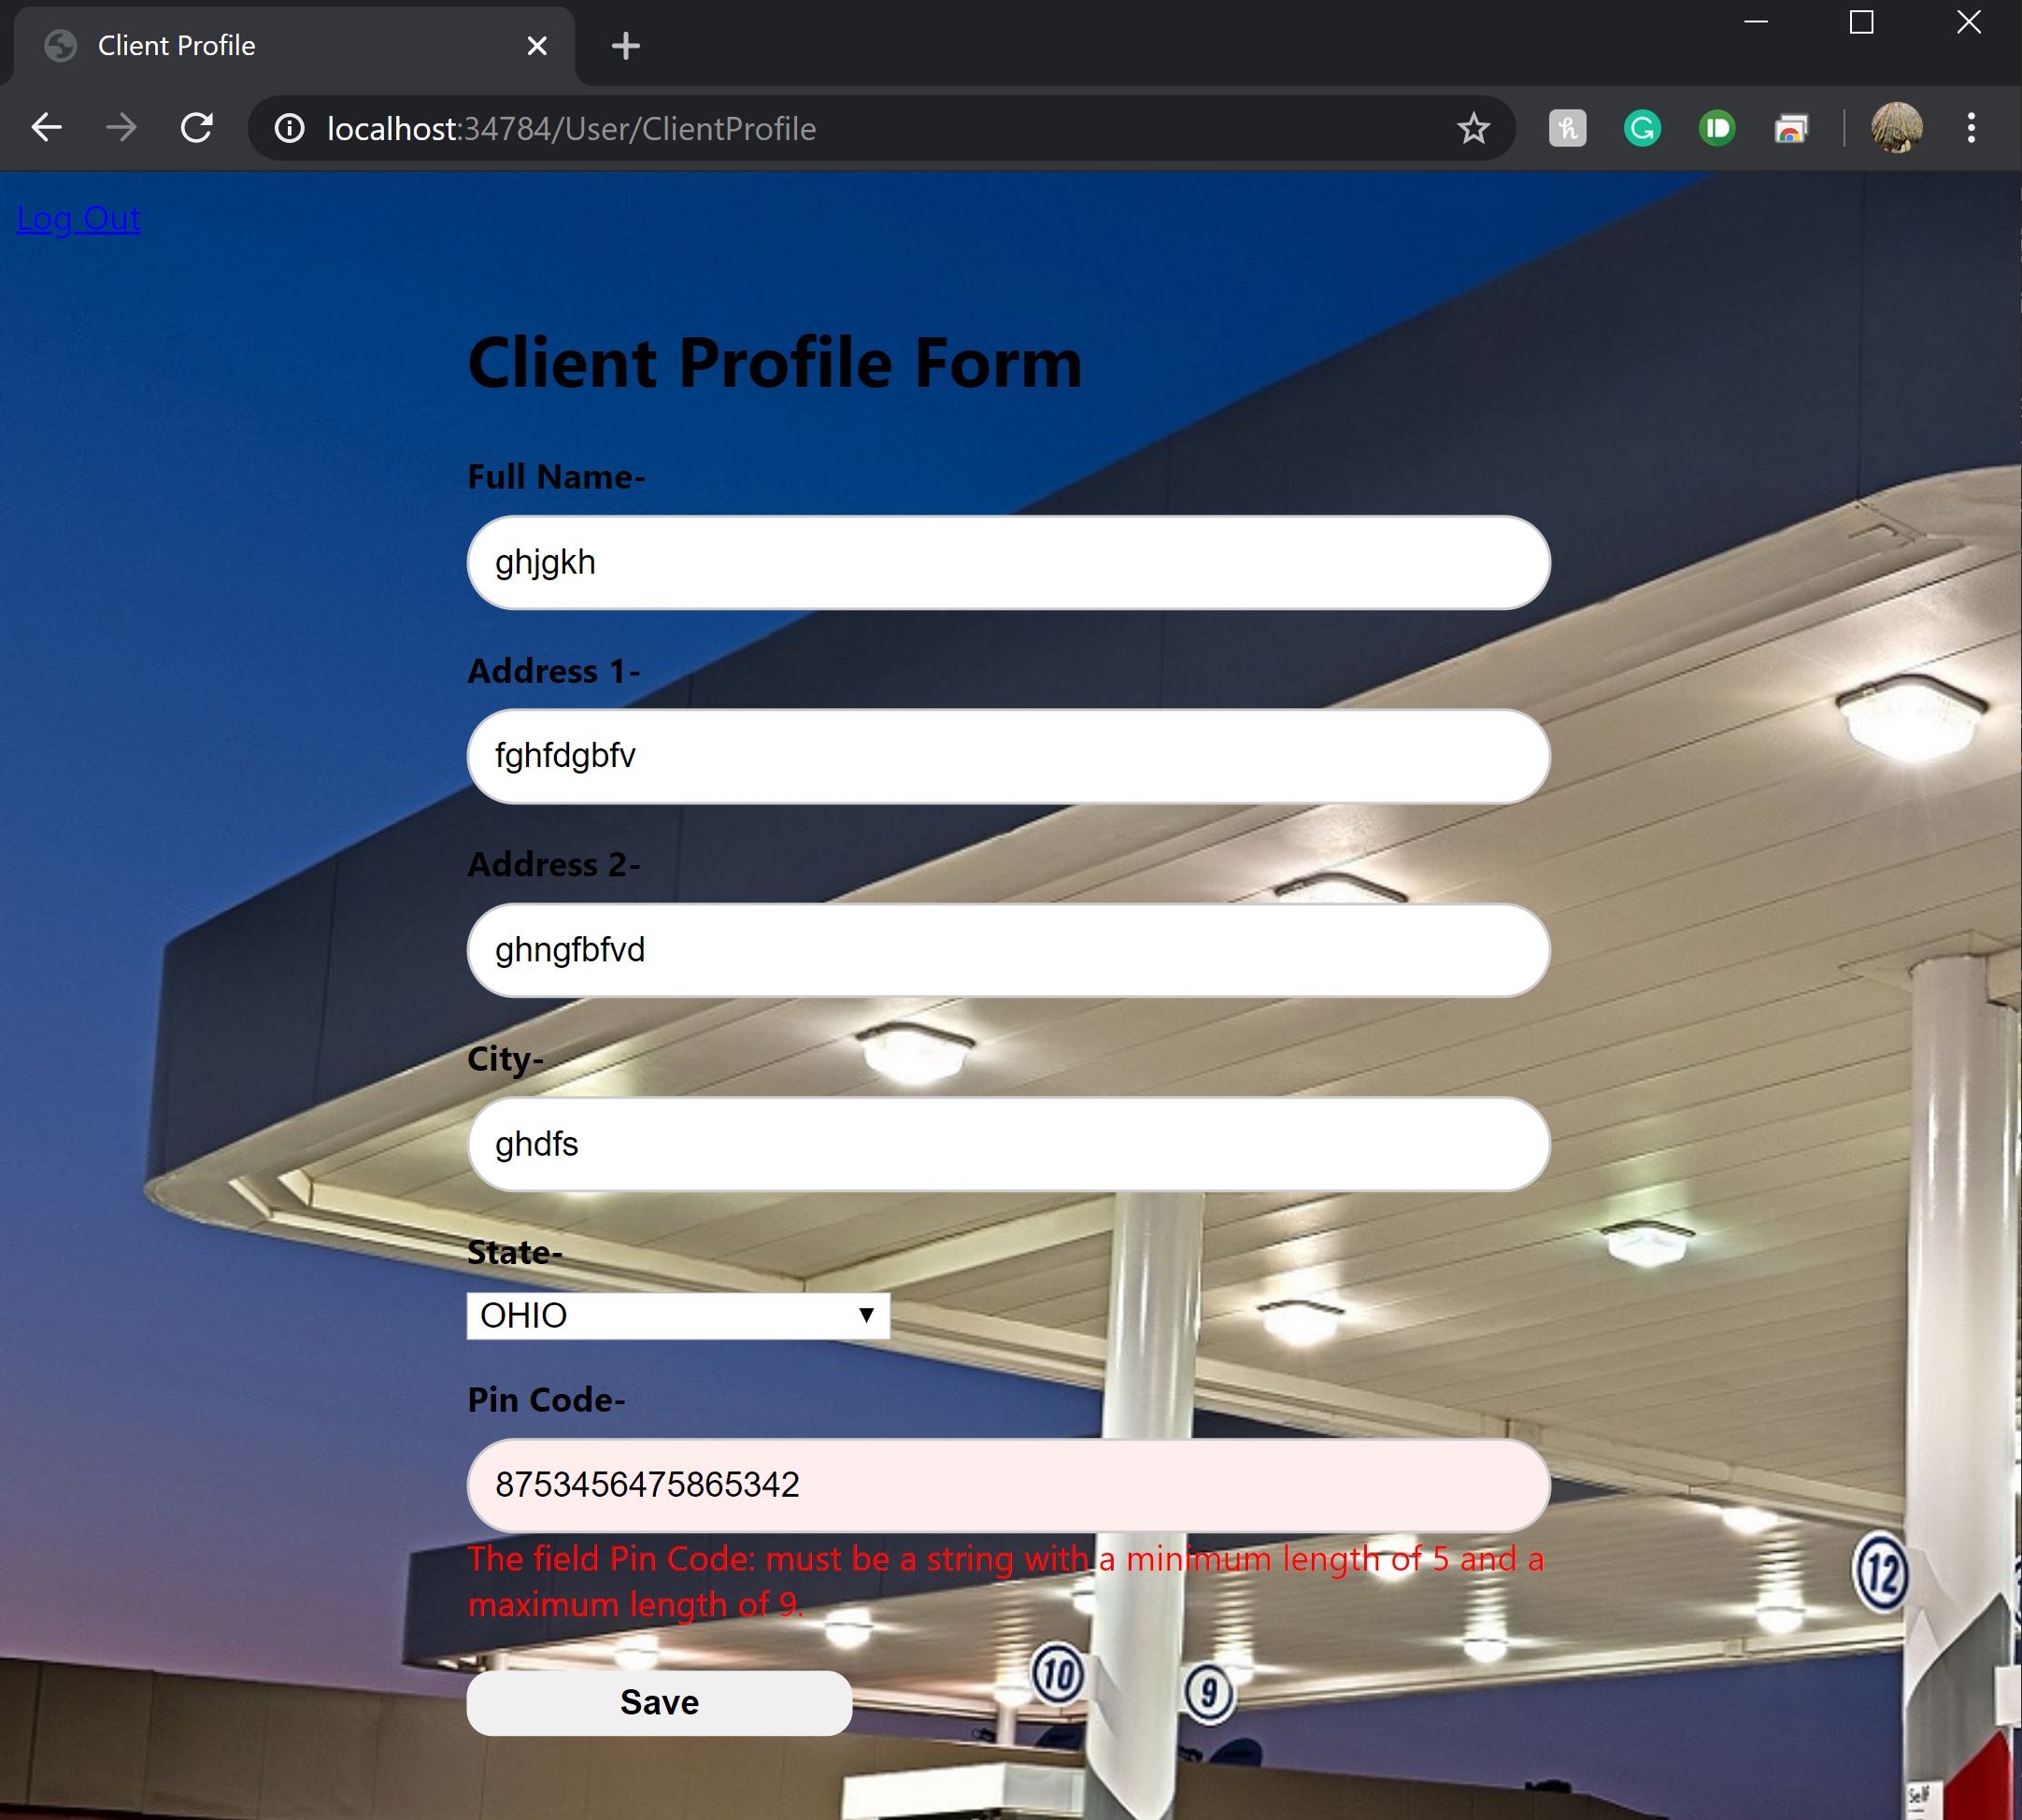 Client Profile
localhost:34784/User/ClientProfile
Log Out
Client Profile Form
Full Name-
ghjgkh
Address 1-
fghfdgbfv
Address 2-
ghngfbfvd
City-
ghdfs
State-
OHIO
Pin Code-
8753456475865342
The field Pin Code: must be a string with a minimum length of 5 and a
maximum length of 9.
12
10
9
Save
Self